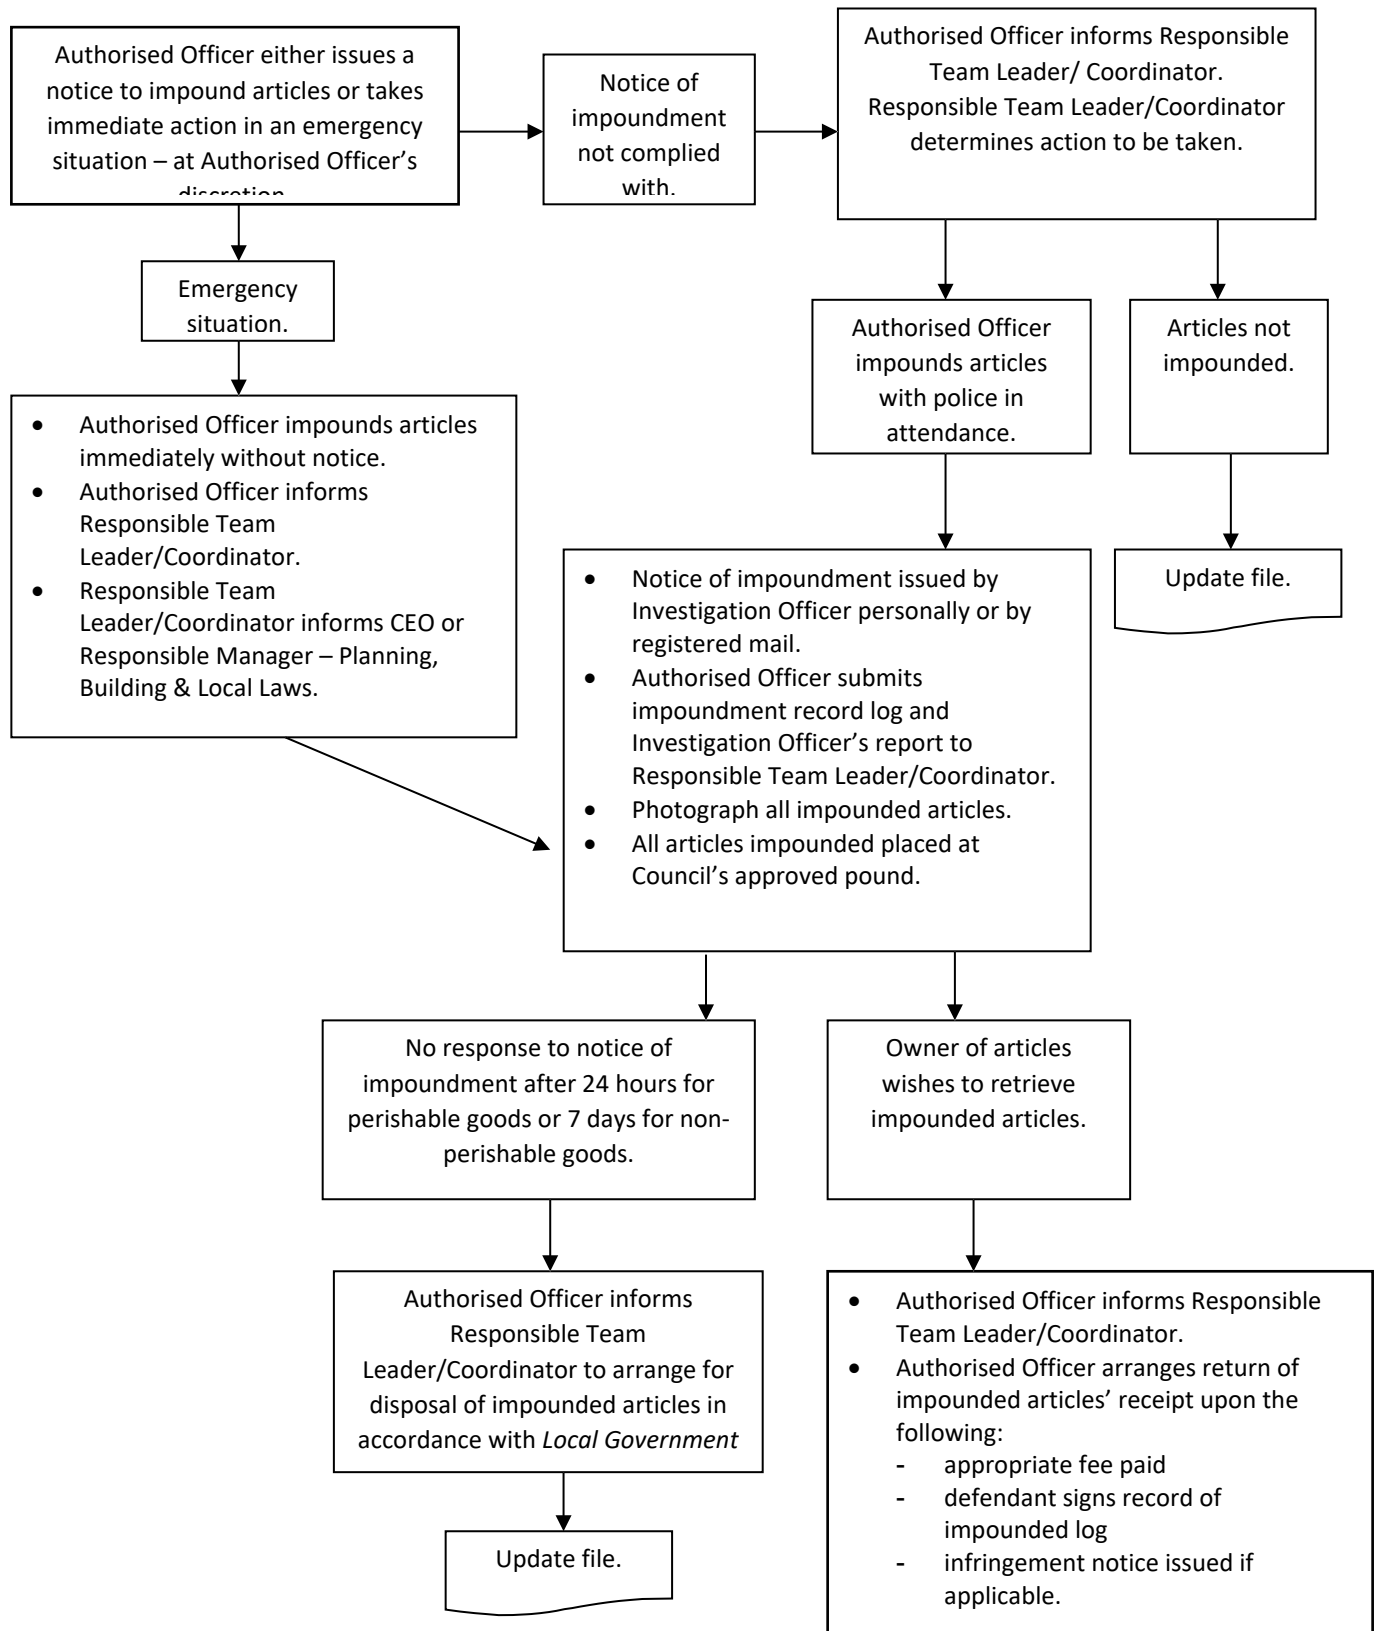 Authorised Officer either issues a
notice to impound articles or takes
immediate action in an emergency
situation – at Authorised Officer's
discretion
Notice of
impoundment
not complied
with.
Authorised Officer informs Responsible
Team Leader/ Coordinator.
Responsible Team Leader/Coordinator
determines action to be taken.
Emergency
situation.
Authorised Officer
impounds articles
with police in
attendance.
Articles not
impounded.
• Authorised Officer impounds articles
immediately without notice.
• Authorised Officer informs
Responsible Team
Leader/Coordinator.
• Responsible Team
Leader/Coordinator informs CEO or
Responsible Manager – Planning,
Building & Local Laws.
• Notice of impoundment issued by
Investigation Officer personally or by
registered mail.
• Authorised Officer submits
impoundment record log and
Investigation Officer's report to
Responsible Team Leader/Coordinator.
• Photograph all impounded articles.
• All articles impounded placed at
Council's approved pound.
Update file.
No response to notice of
impoundment after 24 hours for
perishable goods or 7 days for non-
perishable goods.
Owner of articles
wishes to retrieve
impounded articles.
Authorised Officer informs
Responsible Team
Leader/Coordinator to arrange for
disposal of impounded articles in
accordance with Local Government
• Authorised Officer informs Responsible
Team Leader/Coordinator.
• Authorised Officer arranges return of
impounded articles' receipt upon the
following:
- appropriate fee paid
- defendant signs record of
impounded log
- infringement notice issued if
applicable.
Update file.